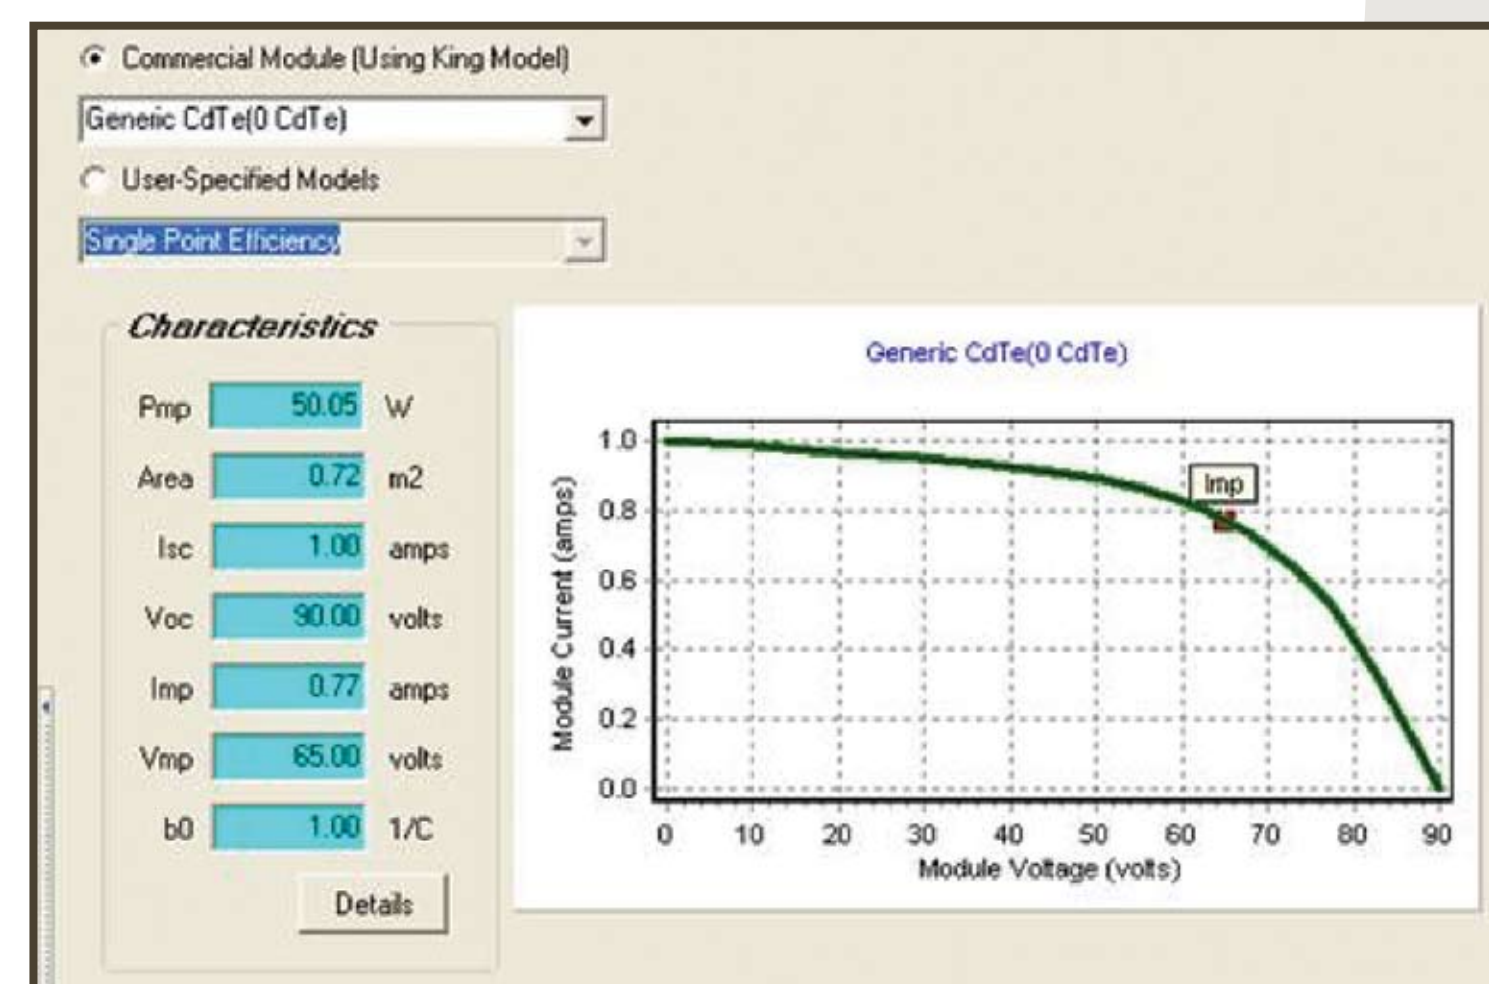 Commercial Module (Using King Model)
Generic CdTe(0 CdTe)
User-Specified Models
Single Point Efficiency
Characteristics
Pmp 50.05 W
Area 0.72 m2
Isc 1.00 amps
Voc 90.00 volts
Imp 0.77 amps
Vmp 65.00 volts
b0 1.00 1/C
Details
Generic CdTe(0 CdTe)
Imp
Module Current (amps)
1.0
0.8
0.6
0.4
0.2
0.0
0 10 20 30 40 50 60 70 80 90
Module Voltage (volts)